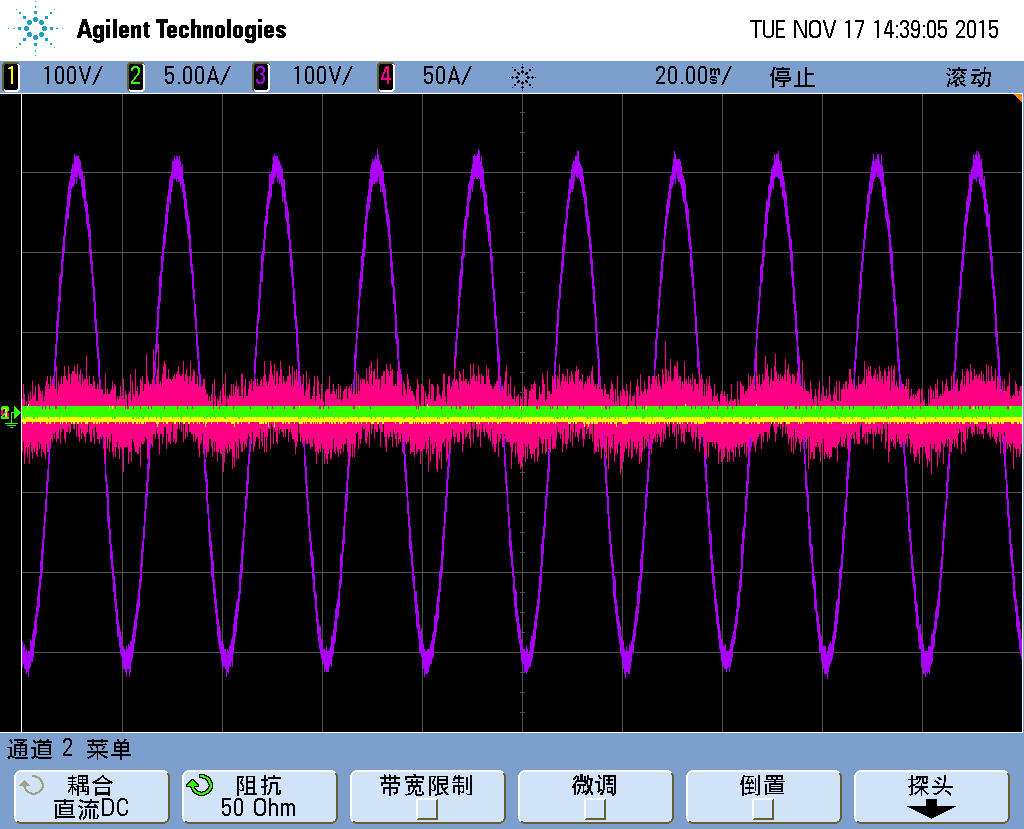 Agilent Technologies TUE NOV 17 14:39:05 2015
1 100V/ 2 5.00A/ 3 100V/ 4 50A/ 20.00ms/ 停止 滚动
通道 2 菜单
耦合 阻抗 带宽限制 微调 倒置 探头
直流DC 50 Ohm